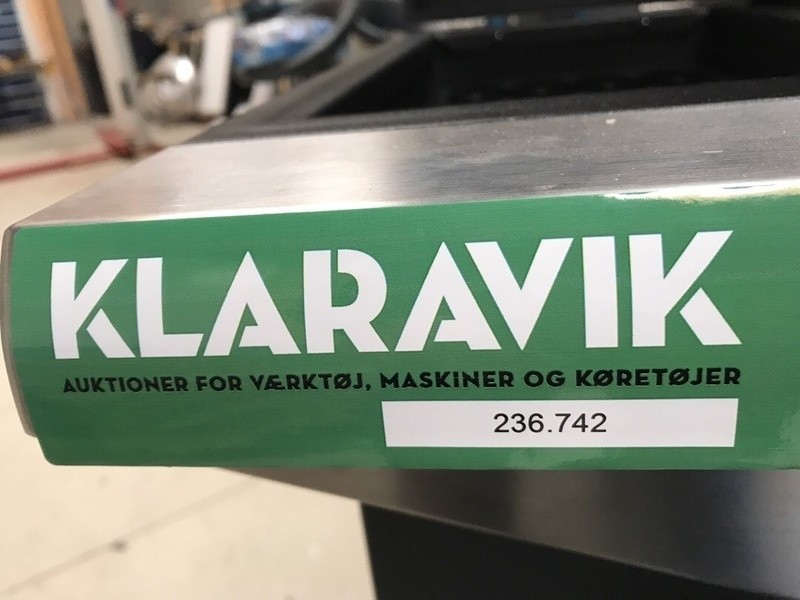 KLARAVIK
AUKTIONER FOR VÆRKTØJ, MASKINER OG KØRETØJER
236.742